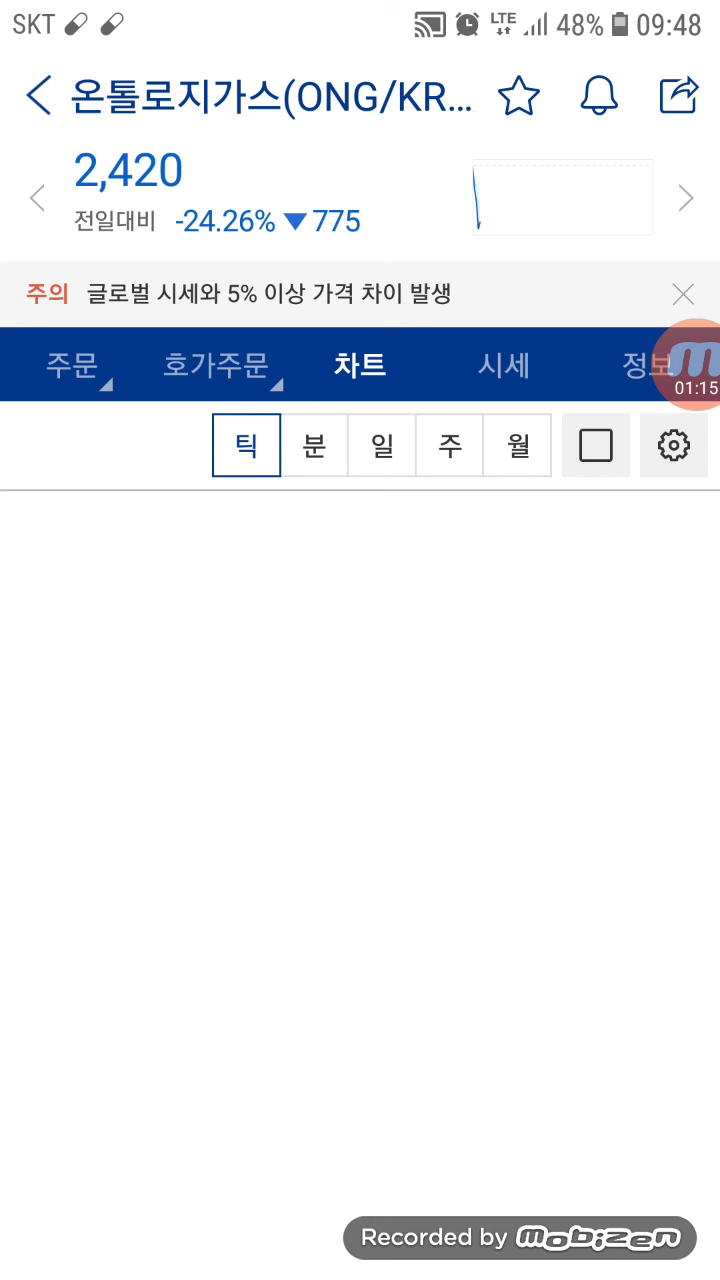 SKT LTE 48% 09:48
온톨로지가스(ONG/KR...
2,420
전일대비 -24.26% ▼775
주의 글로벌 시세와 5% 이상 가격 차이 발생
주문 호가주문 차트 시세 정보
01:15
틱 분 일 주 월
Recorded by mobizen